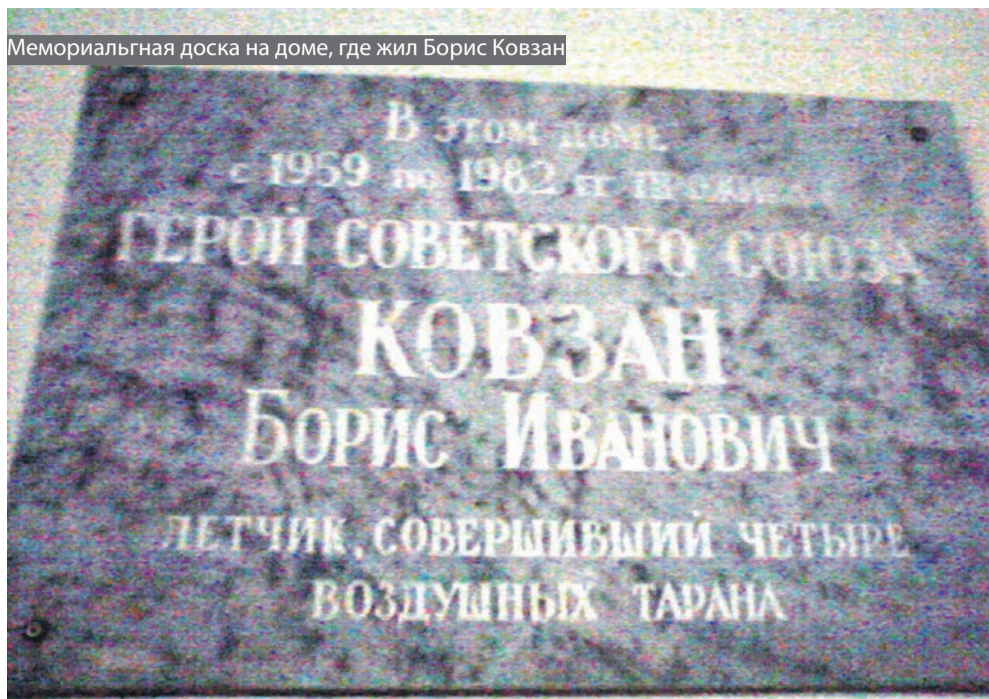 Мемориальгная доска на доме, где жил Борис Ковзан
В этом доме
с 1959 по 1982 гг проживал
ГЕРОЙ СОВЕТСКОГО СОЮЗА
КОВЗАН
БОРИС ИВАНОВИЧ
ЛЕТЧИК, СОВЕРШИВШИЙ ЧЕТЫРЕ
ВОЗДУШНЫХ ТАРАНА